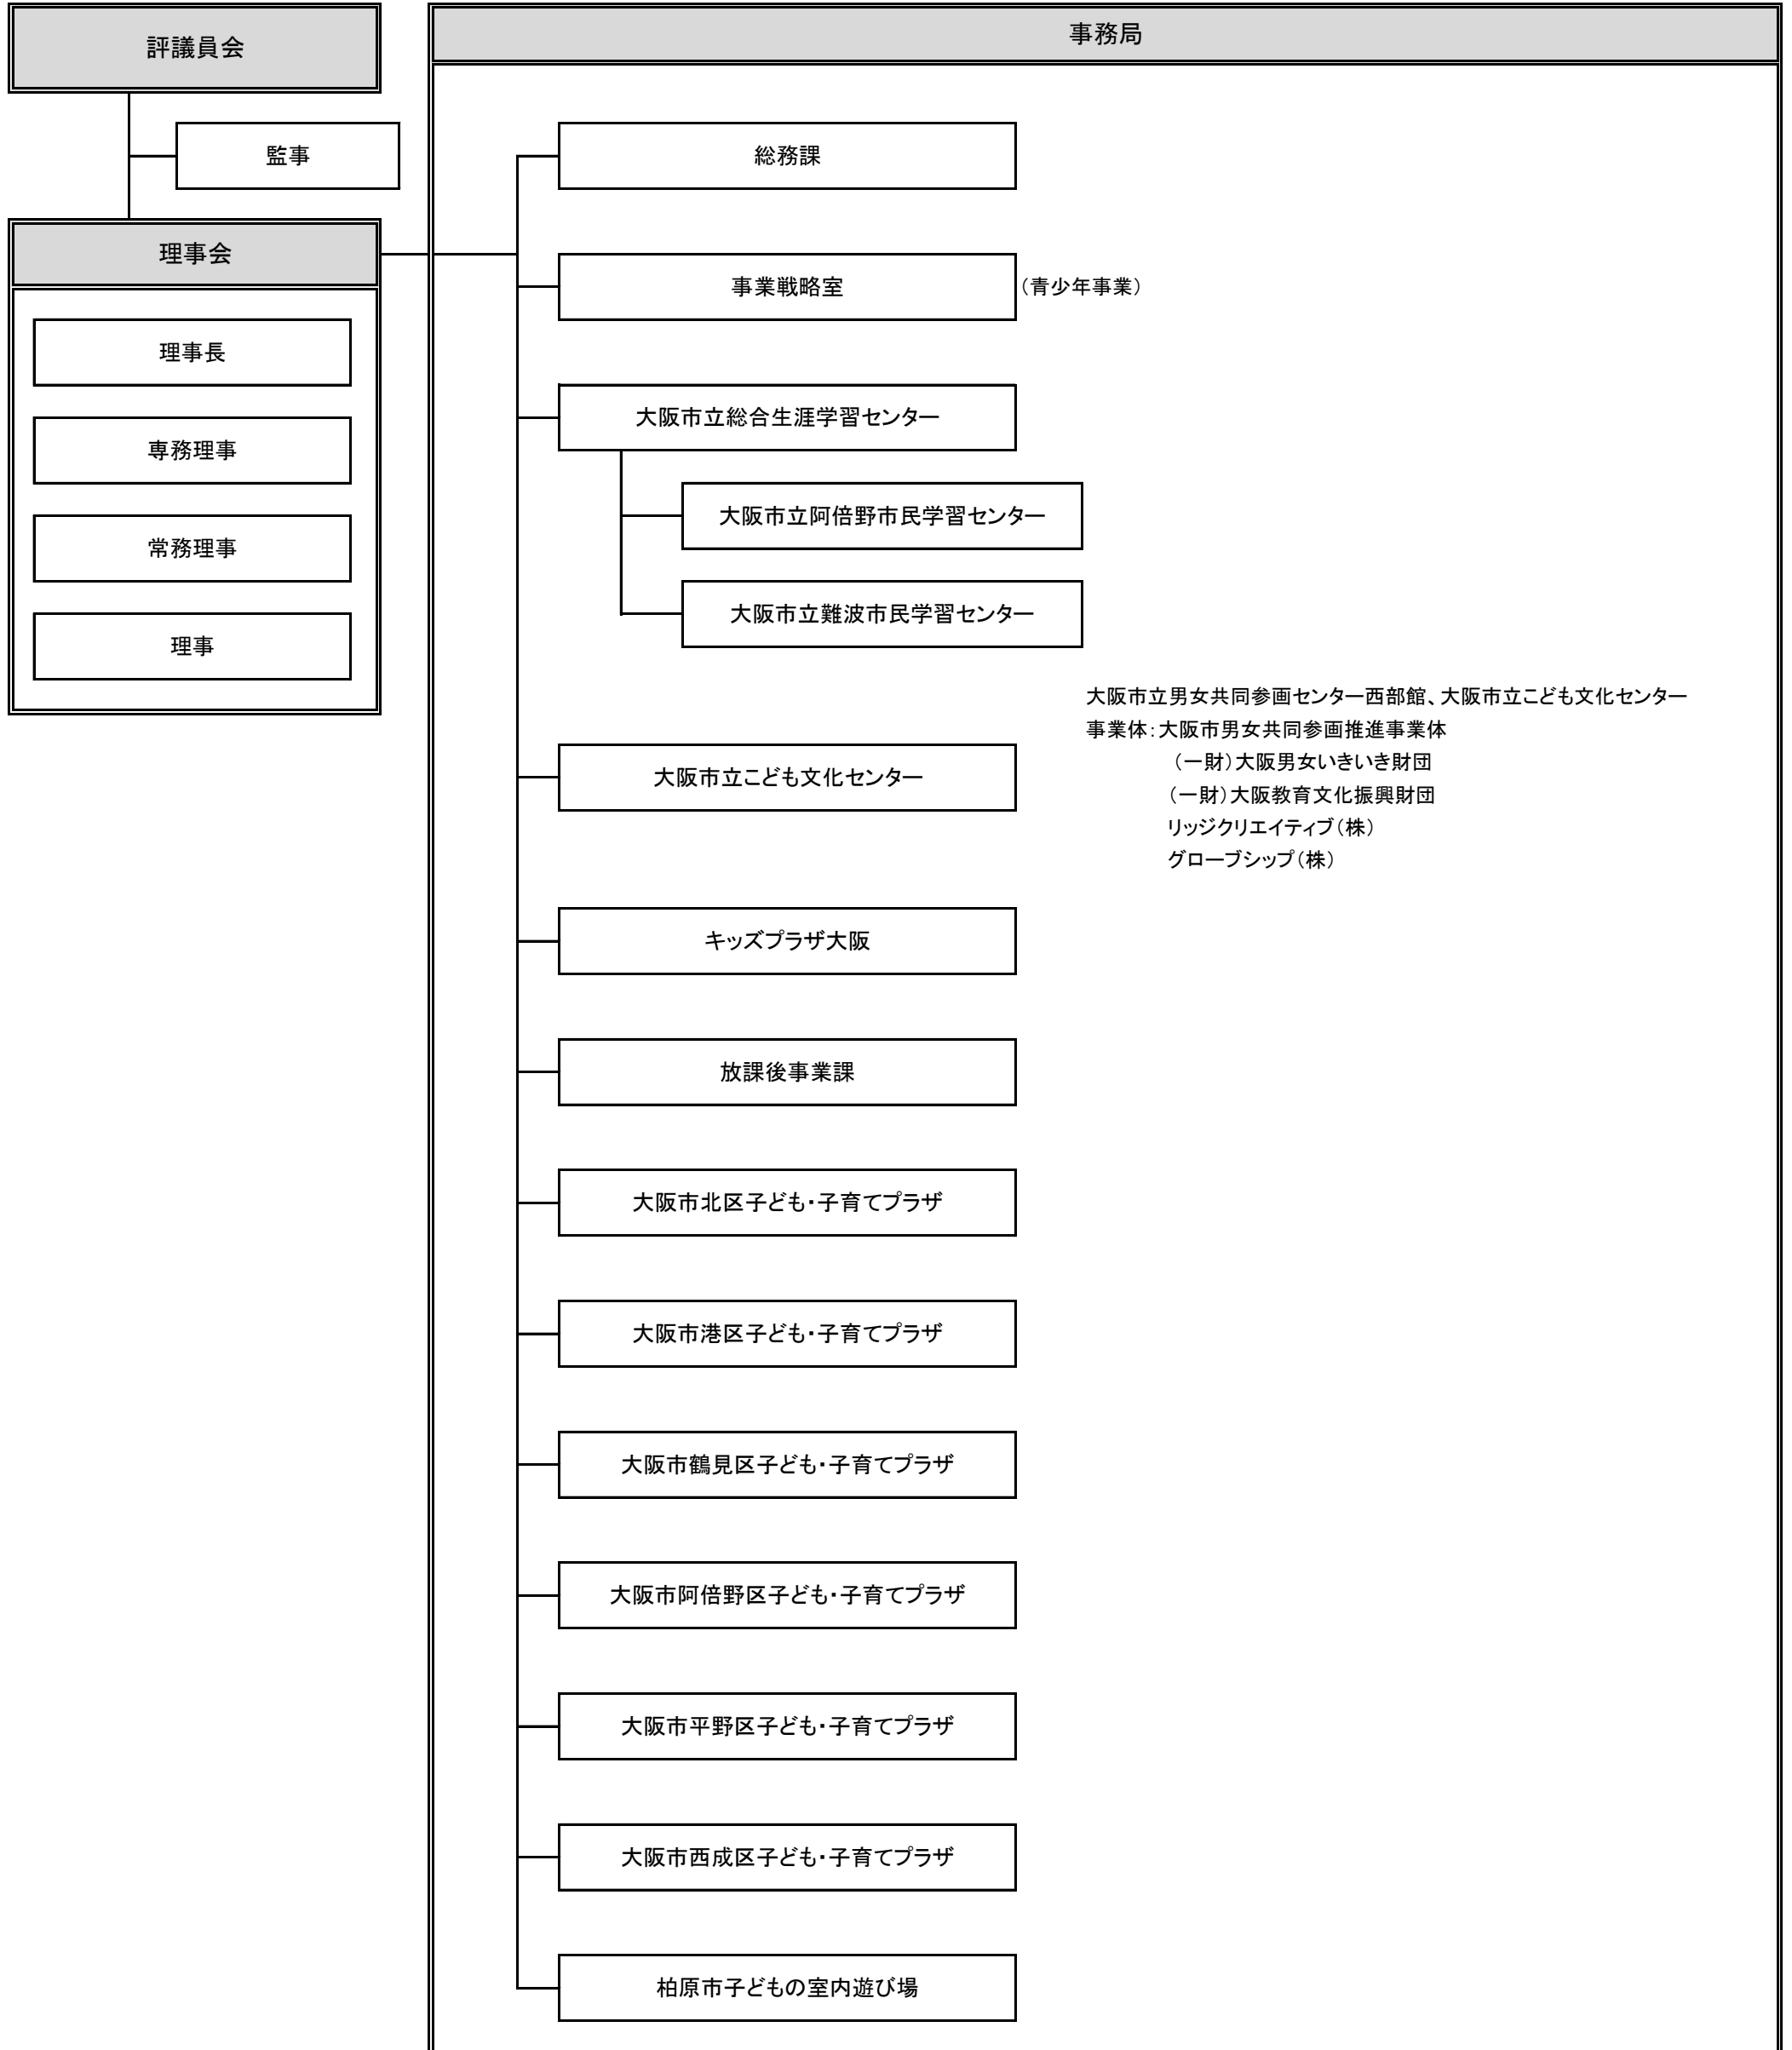 評議員会
監事
理事会
理事長
専務理事
常務理事
理事
事務局
総務課
事業戦略室
（青少年事業）
大阪市立総合生涯学習センター
大阪市立阿倍野市民学習センター
大阪市立難波市民学習センター
大阪市立こども文化センター
大阪市立男女共同参画センター西部館、大阪市立こども文化センター
事業体：大阪市男女共同参画推進事業体
（一財）大阪男女いきいき財団
（一財）大阪教育文化振興財団
リッジクリエイティブ（株）
グローブシップ（株）
キッズプラザ大阪
放課後事業課
大阪市北区子ども・子育てプラザ
大阪市港区子ども・子育てプラザ
大阪市鶴見区子ども・子育てプラザ
大阪市阿倍野区子ども・子育てプラザ
大阪市平野区子ども・子育てプラザ
大阪市西成区子ども・子育てプラザ
柏原市子どもの室内遊び場